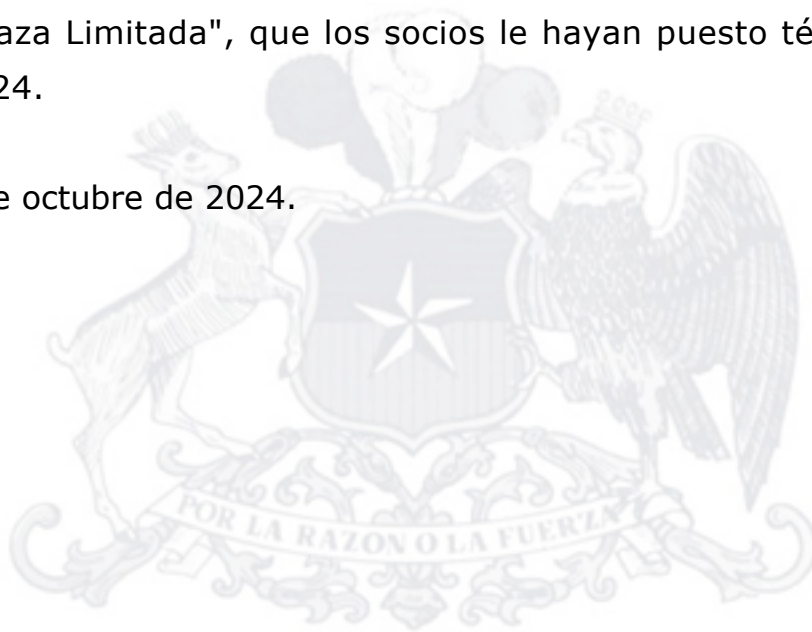 aza Limitada", que los socios le hayan puesto té
24.
e octubre de 2024.
POR LA RAZON O LA FUERZA